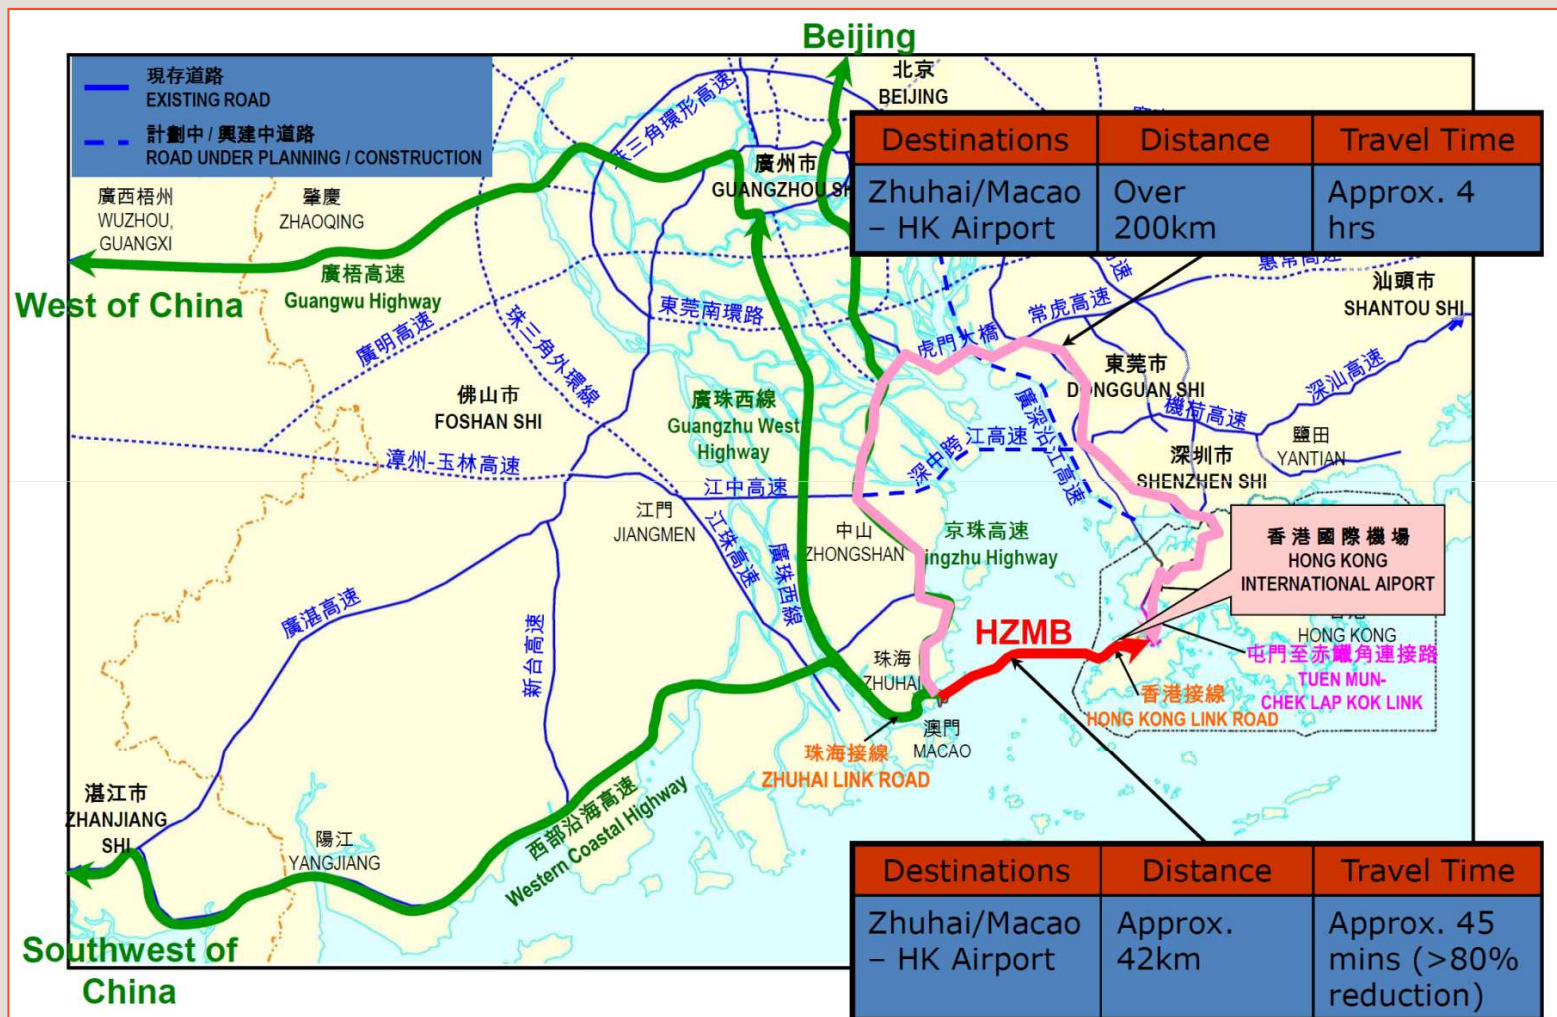 Beijing
現存道路
EXISTING ROAD
計劃中 / 興建中道路
ROAD UNDER PLANNING / CONSTRUCTION
北京
BEIJING
Destinations
Distance
Travel Time
Zhuhai/Macao
– HK Airport
Over
200km
Approx. 4
hrs
珠三角環形高速
廣州市
GUANGZHOU SH
廣西梧州
WUZHOU,
GUANGXI
肇慶
ZHAOQING
West of China
廣梧高速
Guangwu Highway
惠常高速
汕頭市
SHANTOU SHI
廣明高速
珠三角外環線
東莞南環路
虎門大橋
常虎高速
東莞市
DONGGUAN SHI
深汕高速
佛山市
FOSHAN SHI
廣珠西線
Guangzhu West
Highway
廣深沿江高速
機荷高速
鹽田
YANTIAN
漳州-玉林高速
深中跨
江高速
深圳市
SHENZHEN SHI
江中高速
江門
JIANGMEN
江珠高速
廣珠西線
中山
ZHONGSHAN
京珠高速
ingzhu Highway
香港國際機場
HONG KONG
INTERNATIONAL AIPORT
廣湛高速
新台高速
HZMB
HONG KONG
珠海
ZHUHAI
屯門至赤鱲角連接路
TUEN MUN-
CHEK LAP KOK LINK
香港接線
HONG KONG LINK ROAD
澳門
MACAO
珠海接線
ZHUHAI LINK ROAD
湛江市
ZHANJIANG
SHI
陽江
YANGJIANG
西部沿海高速
Western Coastal Highway
Southwest of
China
Destinations
Distance
Travel Time
Zhuhai/Macao
– HK Airport
Approx.
42km
Approx. 45
mins (>80%
reduction)